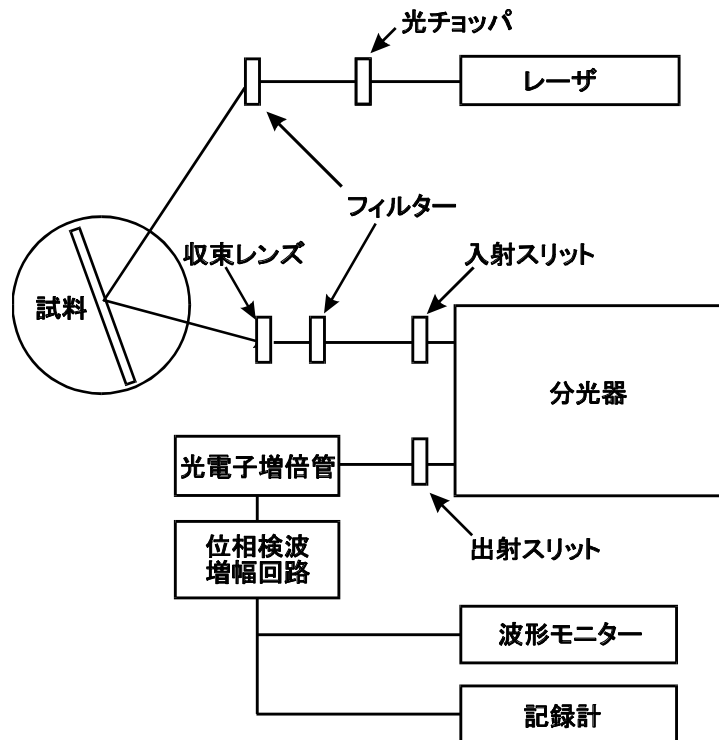 光チョッパ
レーザ
フィルター
収束レンズ
入射スリット
試料
分光器
光電子増倍管
出射スリット
位相検波
増幅回路
波形モニター
記録計